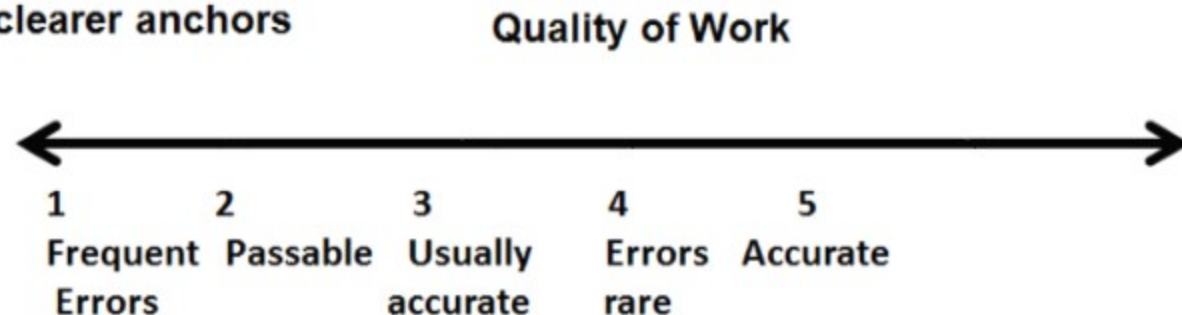 clearer anchors
Quality of Work
1 2 3 4 5
Frequent Passable Usually Errors Accurate
Errors accurate rare